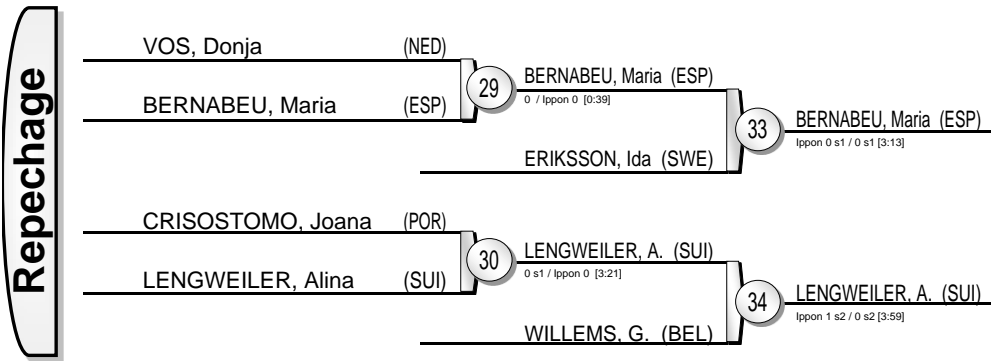 Repechage
VOS, Donja (NED)
BERNABEU, Maria (ESP)
29
BERNABEU, Maria (ESP)
0 / Ippon 0 [0:39]
ERIKSSON, Ida (SWE)
33
BERNABEU, Maria (ESP)
Ippon 0 s1 / 0 s1 [3:13]
CRISOSTOMO, Joana (POR)
LENGWEILER, Alina (SUI)
30
LENGWEILER, A. (SUI)
0 s1 / Ippon 0 [3:21]
WILLEMS, G. (BEL)
34
LENGWEILER, A. (SUI)
Ippon 1 s2 / 0 s2 [3:59]